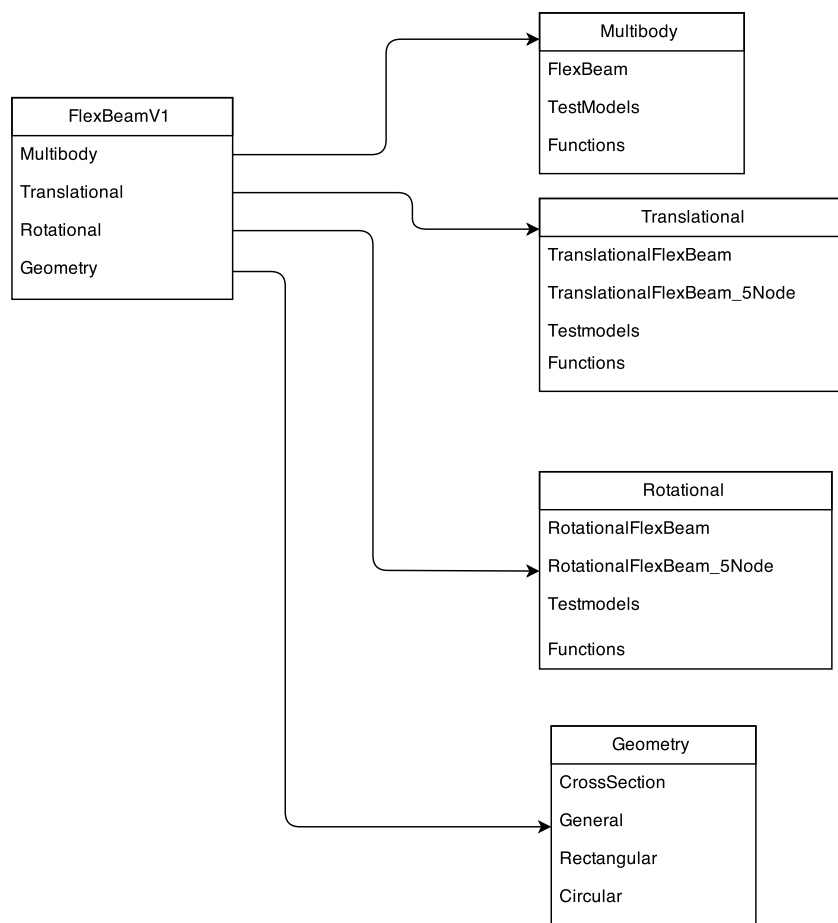 FlexBeamV1
Multibody
Translational
Rotational
Geometry
Multibody
FlexBeam
TestModels
Functions
Translational
TranslationalFlexBeam
TranslationalFlexBeam_5Node
Testmodels
Functions
Rotational
RotationalFlexBeam
RotationalFlexBeam_5Node
Testmodels
Functions
Geometry
CrossSection
General
Rectangular
Circular